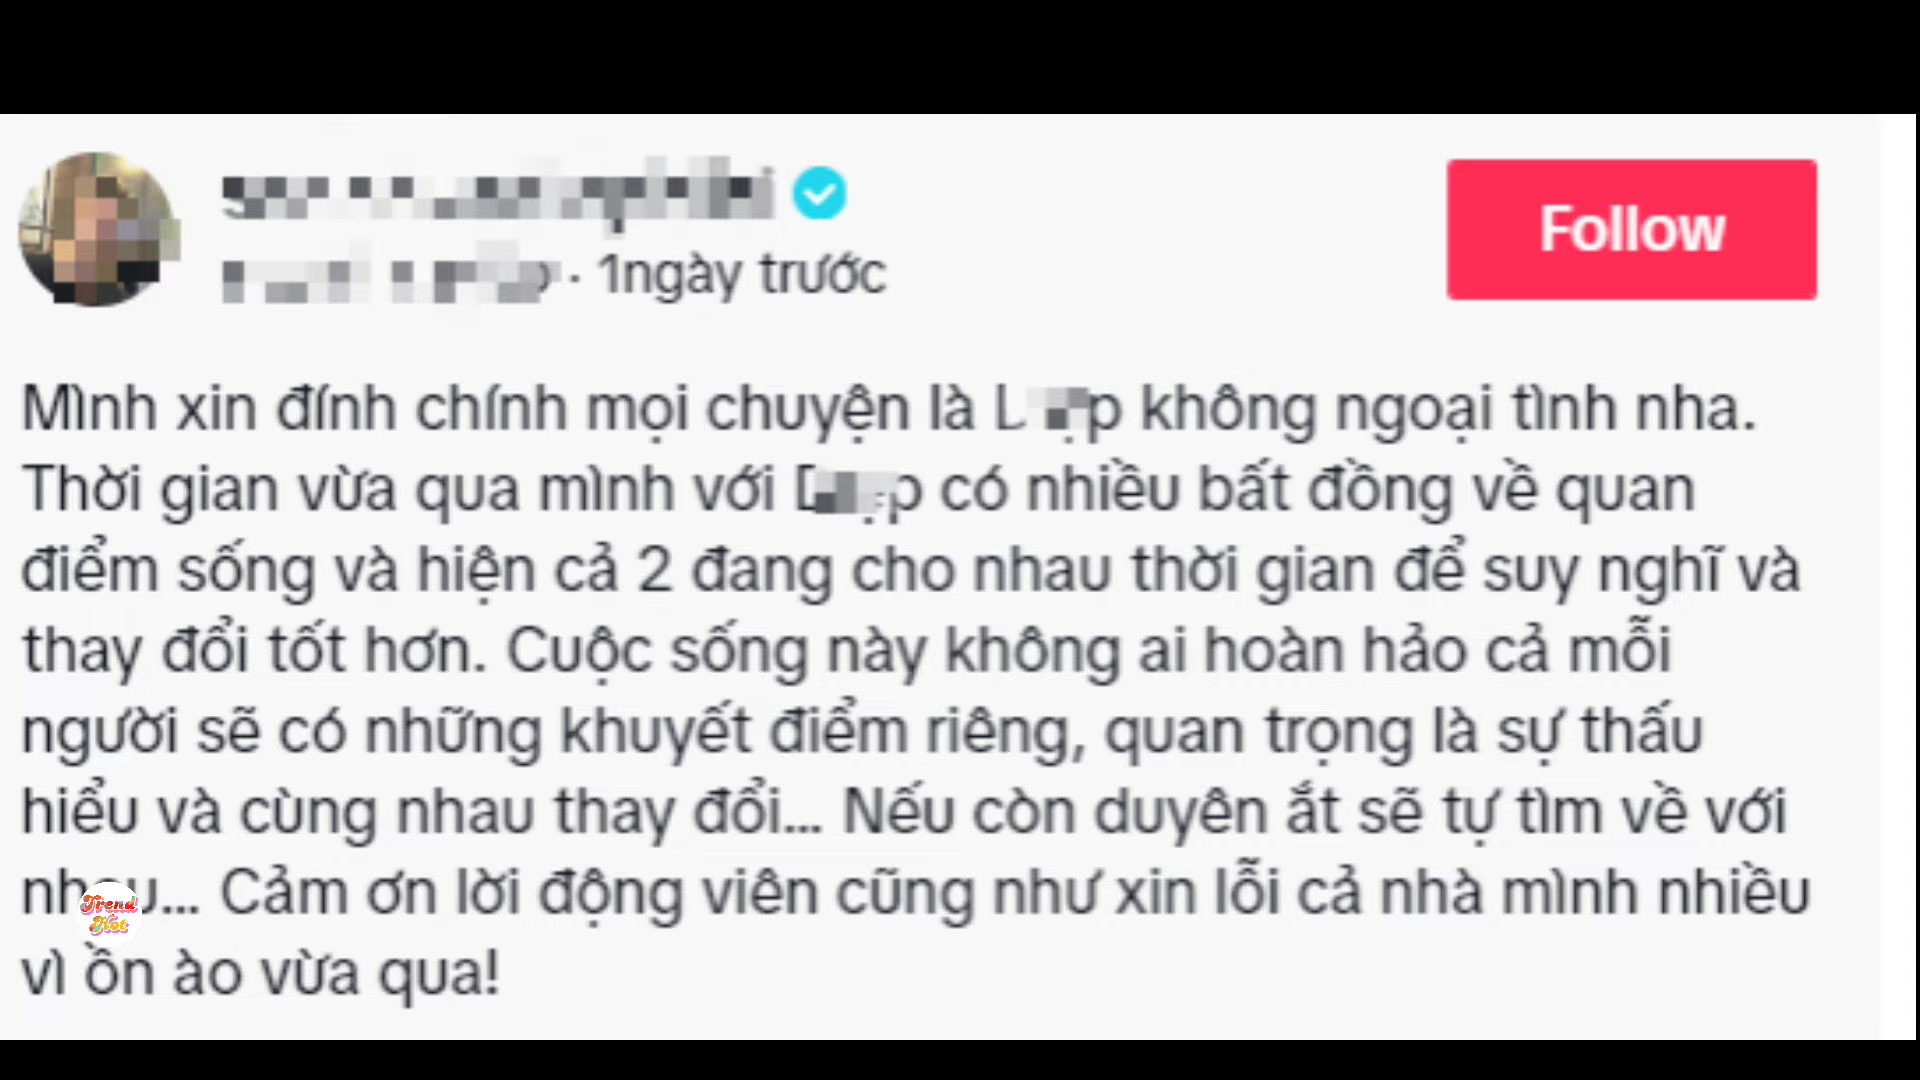 · 1ngày trước
Follow
Mình xin đính chính mọi chuyện là không ngoại tình nha.
Thời gian vừa qua mình với có nhiều bất đồng về quan
điểm sống và hiện cả 2 đang cho nhau thời gian để suy nghĩ và
thay đổi tốt hơn. Cuộc sống này không ai hoàn hảo cả mỗi
người sẽ có những khuyết điểm riêng, quan trọng là sự thấu
hiểu và cùng nhau thay đổi... Nếu còn duyên ắt sẽ tự tìm về với
nhau... Cảm ơn lời động viên cũng như xin lỗi cả nhà mình nhiều
Trend
Hot
vì ồn ào vừa qua!